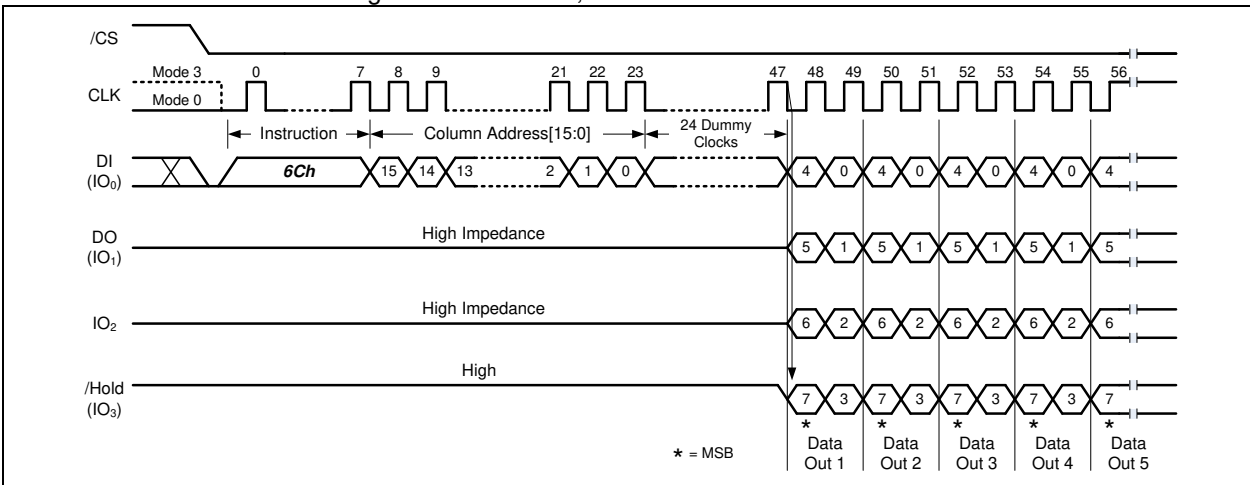 /CS
Mode 3 0 7 8 9 21 22 23 47 48 49 50 51 52 53 54 55 56
CLK Mode 0
Instruction Column Address[15:0] 24 Dummy
Clocks
DI
(IO₀) 6Ch 15 14 13 2 1 0 4 0 4 0 4 0 4 0 4
DO High Impedance
(IO₁) 5 1 5 1 5 1 5 1 5
High Impedance
IO₂ 6 2 6 2 6 2 6 2 6
High
/Hold
(IO₃) 7 3 7 3 7 3 7 3 7
* * * * *
* = MSB
Data Data Data Data Data
Out 1 Out 2 Out 3 Out 4 Out 5